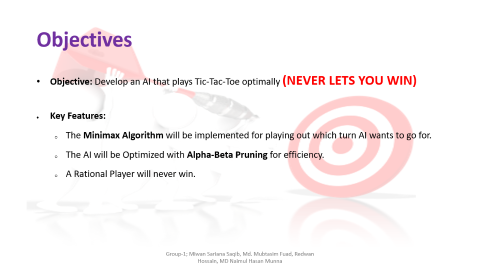 Objectives
• Objective: Develop an AI that plays Tic-Tac-Toe optimally (NEVER LETS YOU WIN)
• Key Features:
o The Minimax Algorithm will be implemented for playing out which turn AI wants to go for.
o The AI will be Optimized with Alpha-Beta Pruning for efficiency.
o A Rational Player will never win.
Group-1; Miwan Sariana Saqib, Md. Mubtasim Fuad, Redwan
Hossain, MD Naimul Hasan Munna